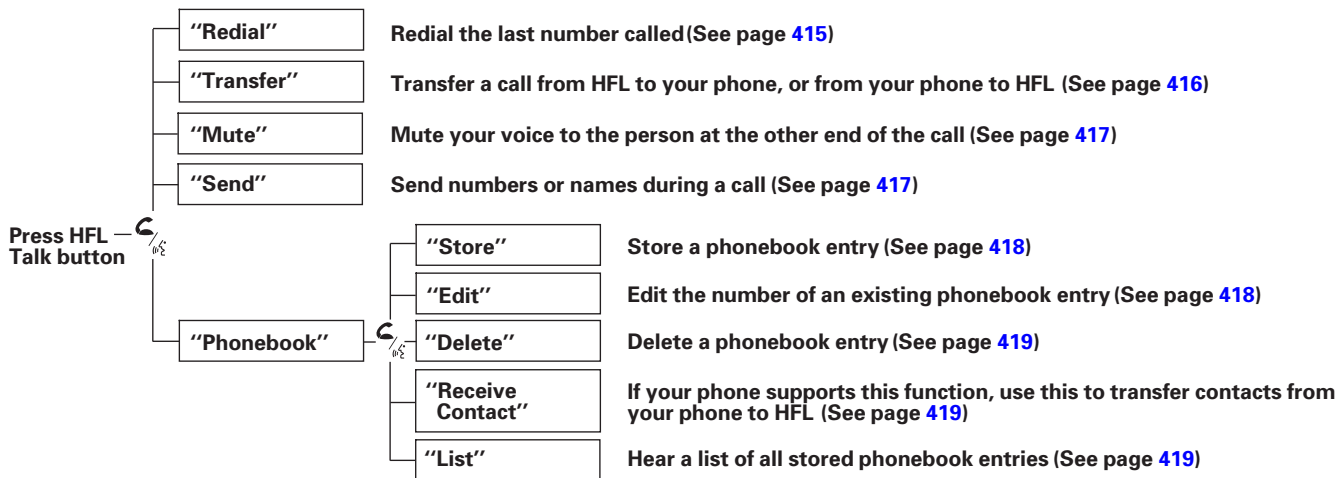 "Redial" Redial the last number called (See page 415)
"Transfer" Transfer a call from HFL to your phone, or from your phone to HFL (See page 416)
"Mute" Mute your voice to the person at the other end of the call (See page 417)
"Send" Send numbers or names during a call (See page 417)
Press HFL
Talk button
"Phonebook"
"Store" Store a phonebook entry (See page 418)
"Edit" Edit the number of an existing phonebook entry (See page 418)
"Delete" Delete a phonebook entry (See page 419)
"Receive
Contact"
If your phone supports this function, use this to transfer contacts from
your phone to HFL (See page 419)
"List" Hear a list of all stored phonebook entries (See page 419)